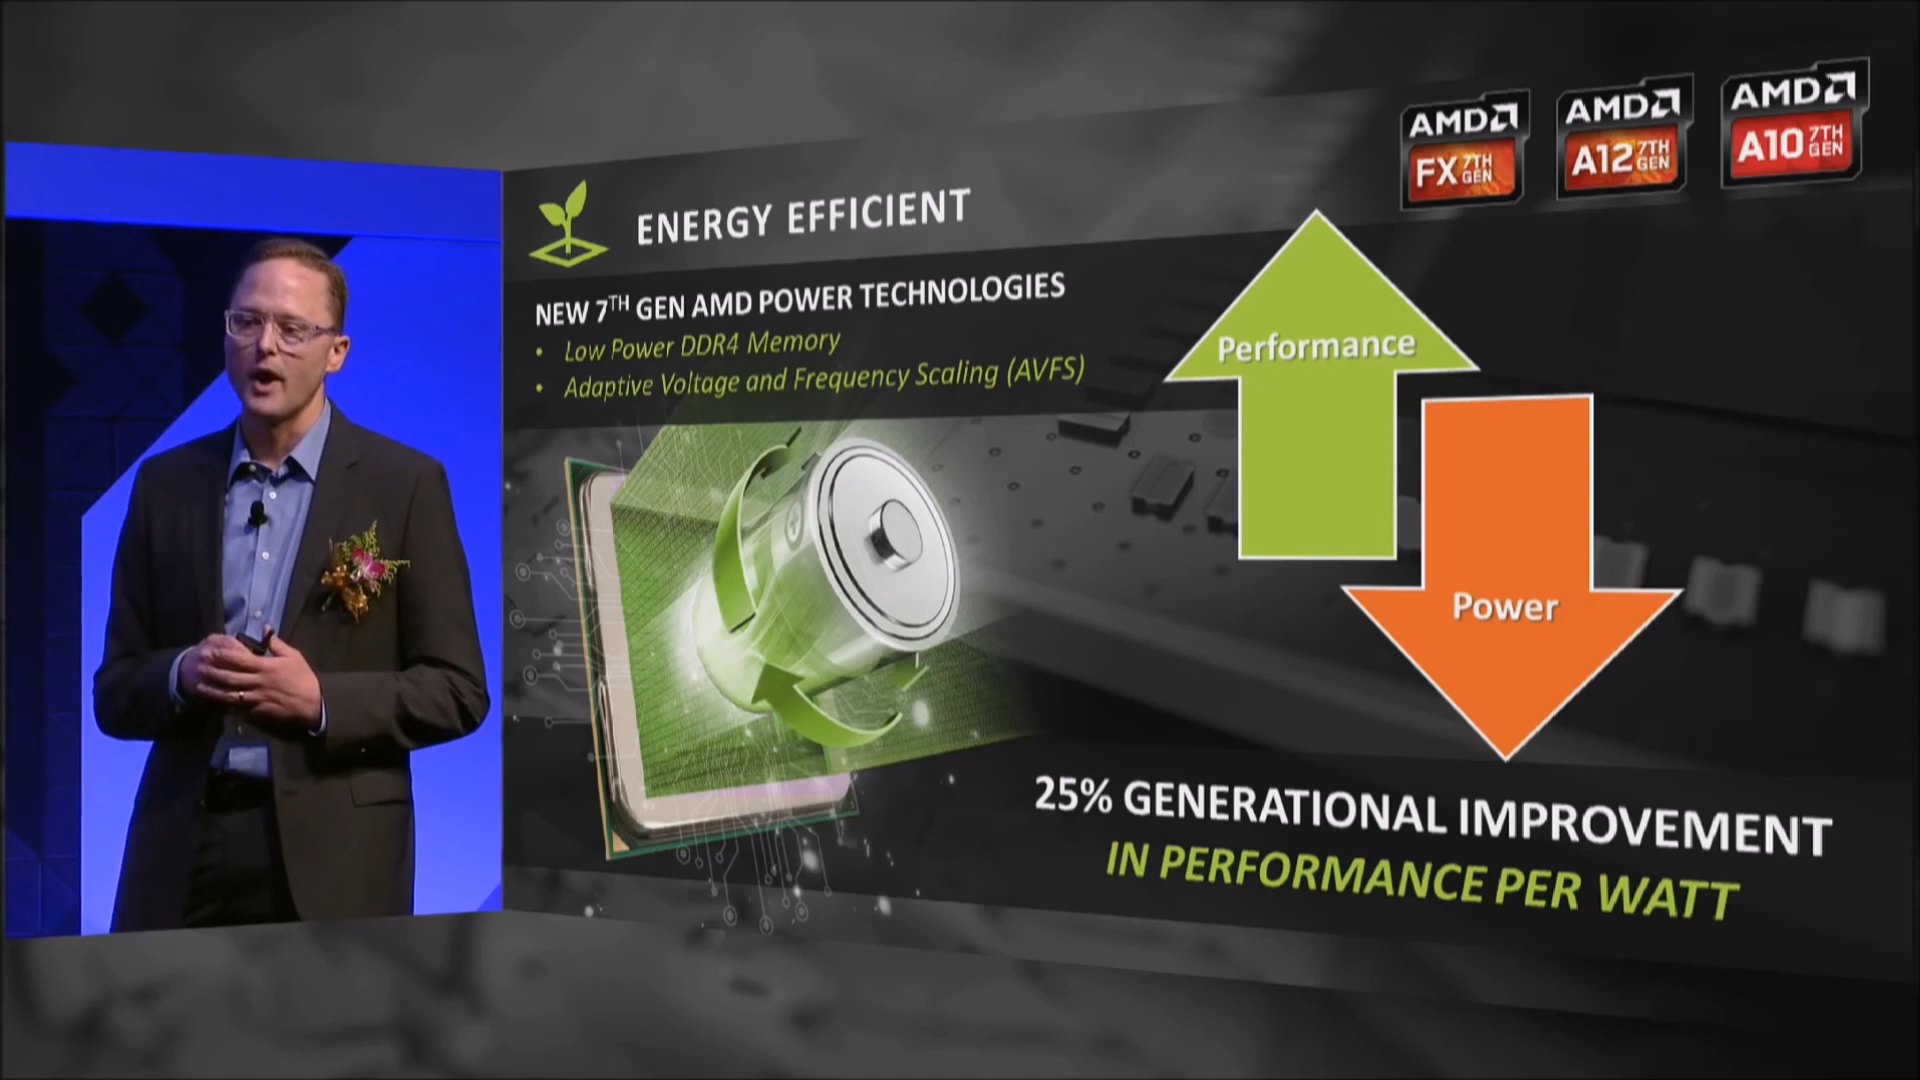 AMD
FX 7TH GEN
AMD
A12 7TH GEN
AMD
A10 7TH GEN
ENERGY EFFICIENT
NEW 7TH GEN AMD POWER TECHNOLOGIES
• Low Power DDR4 Memory
• Adaptive Voltage and Frequency Scaling (AVFS)
Performance
Power
25% GENERATIONAL IMPROVEMENT
IN PERFORMANCE PER WATT